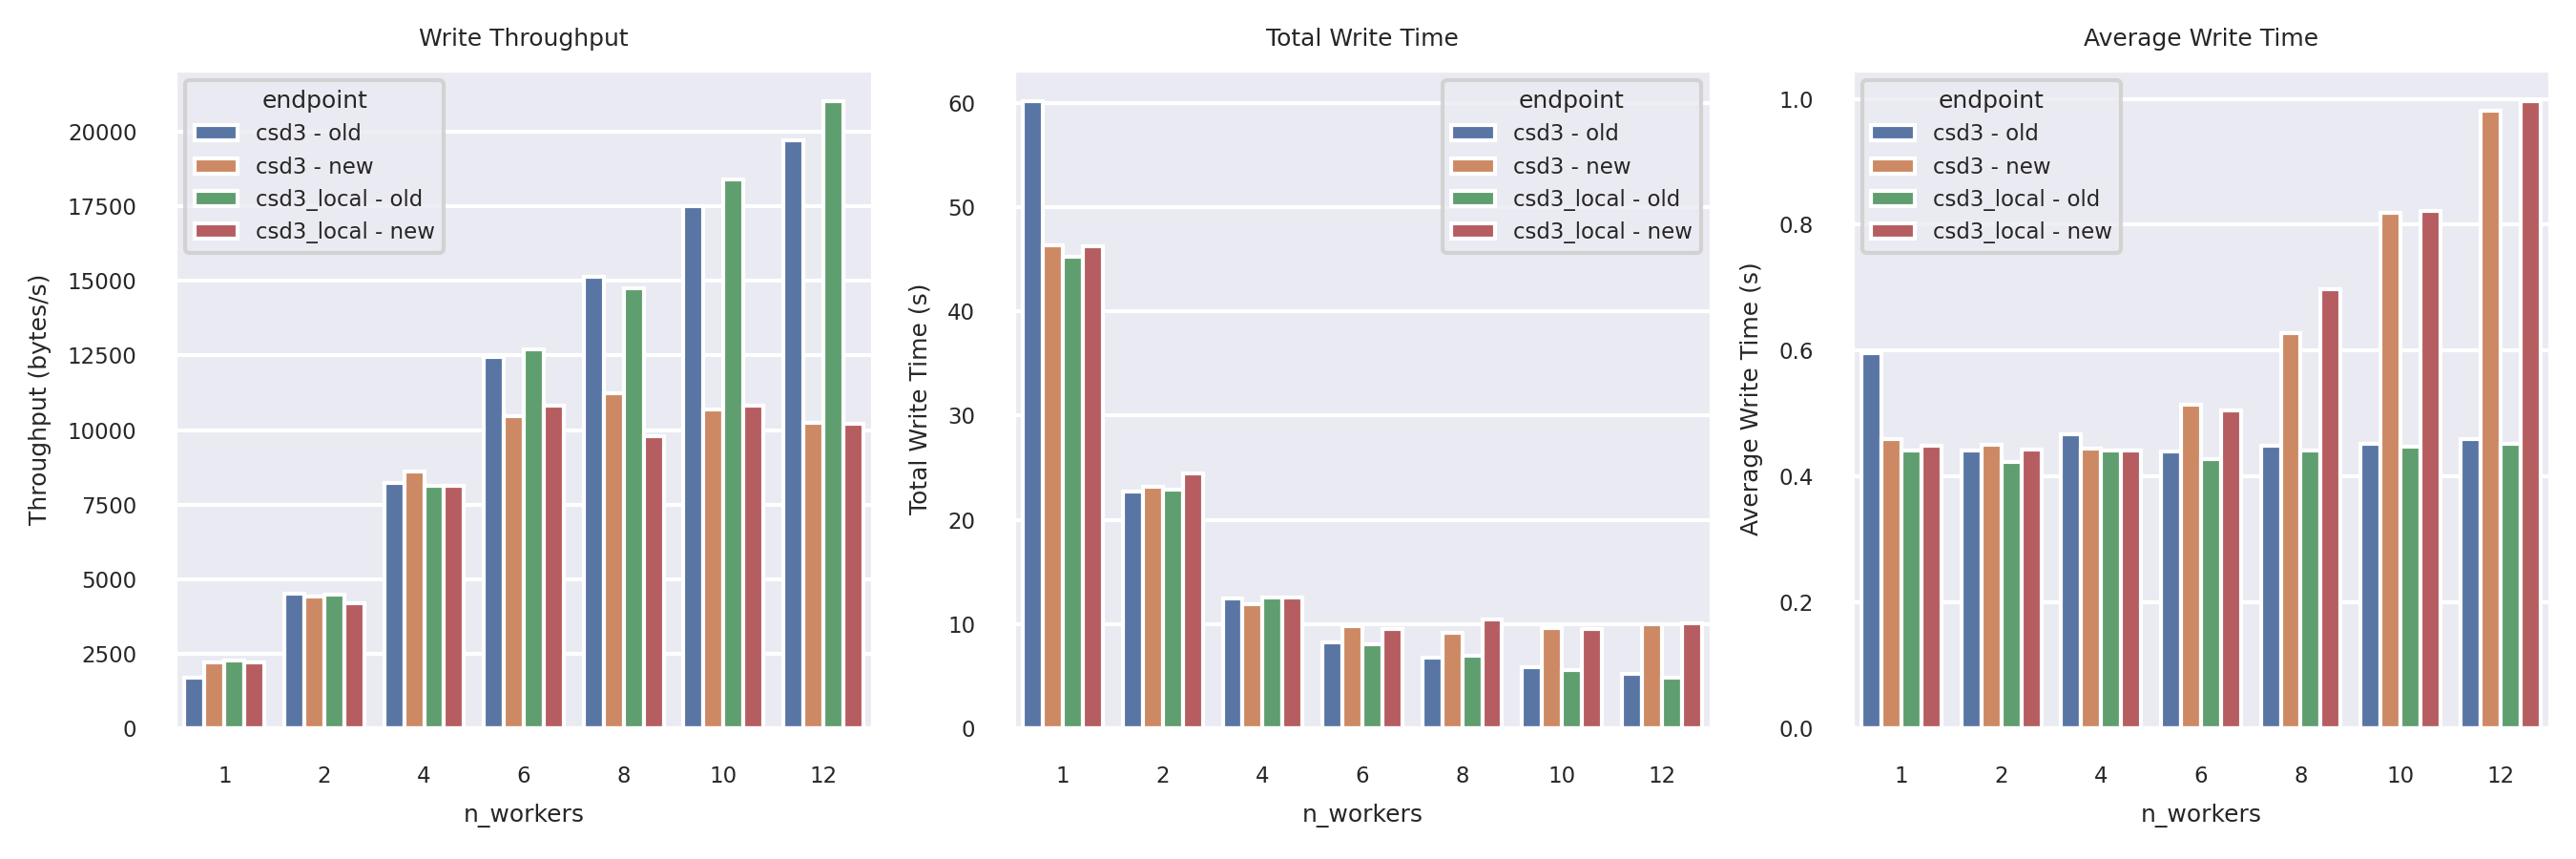 Write Throughput
Throughput (bytes/s)
20000
17500
15000
12500
10000
7500
5000
2500
0
endpoint
csd3 - old
csd3 - new
csd3_local - old
csd3_local - new
1 2 4 6 8 10 12
n_workers
Total Write Time
Total Write Time (s)
60
50
40
30
20
10
0
endpoint
csd3 - old
csd3 - new
csd3_local - old
csd3_local - new
1 2 4 6 8 10 12
n_workers
Average Write Time
Average Write Time (s)
1.0
0.8
0.6
0.4
0.2
0.0
endpoint
csd3 - old
csd3 - new
csd3_local - old
csd3_local - new
1 2 4 6 8 10 12
n_workers